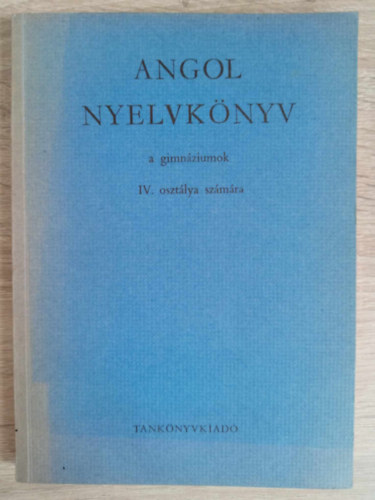 ANGOL
NYELVKÖNYV
a gimnáziumok
IV. osztálya számára
TANKÖNYVKIADÓ